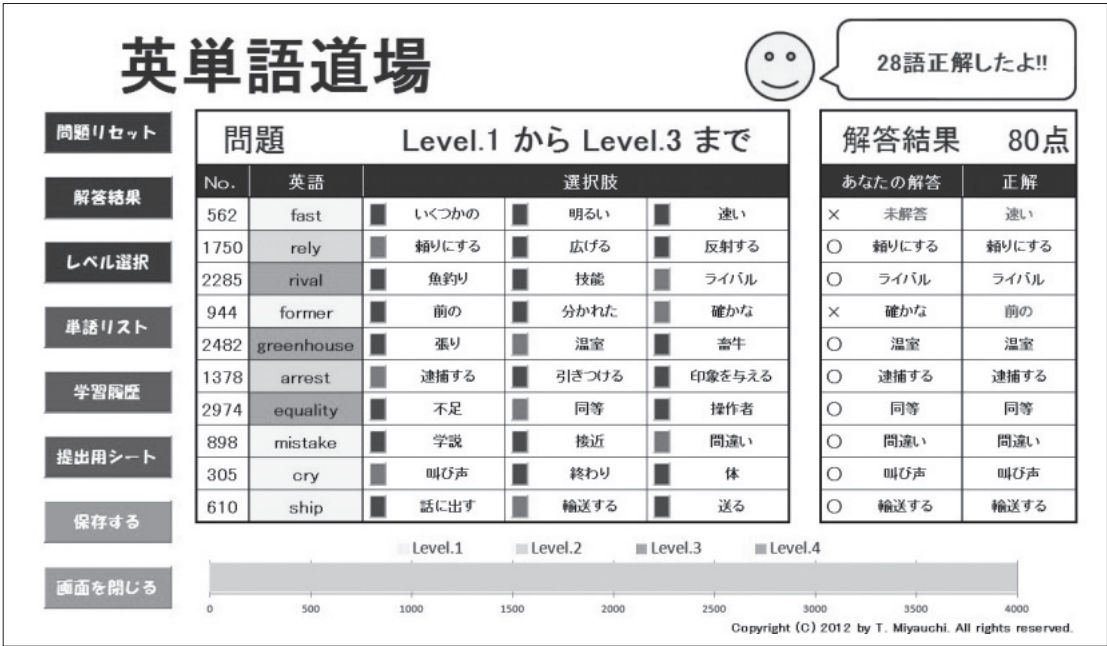 英単語道場
28語正解したよ!!
問題リセット
解答結果
レベル選択
単語リスト
学習履歴
提出用シート
保存する
画面を閉じる
問題 Level.1 から Level.3 まで
No. 英語 選択肢
562 fast いくつかの 明るい 速い
1750 rely 頼りにする 広げる 反射する
2285 rival 魚釣り 技能 ライバル
944 former 前の 分かれた 確かな
2482 greenhouse 張り 温室 畜牛
1378 arrest 逮捕する 引きつける 印象を与える
2974 equality 不足 同等 操作者
898 mistake 学説 接近 間違い
305 cry 叫び声 終わり 体
610 ship 話に出す 輸送する 送る
解答結果 80点
あなたの解答 正解
× 未解答 速い
○ 頼りにする 頼りにする
○ ライバル ライバル
× 確かな 前の
○ 温室 温室
○ 逮捕する 逮捕する
○ 同等 同等
○ 間違い 間違い
○ 叫び声 叫び声
○ 輸送する 輸送する
Level.1 Level.2 Level.3 Level.4
0 500 1000 1500 2000 2500 3000 3500 4000
Copyright (C) 2012 by T. Miyauchi. All rights reserved.